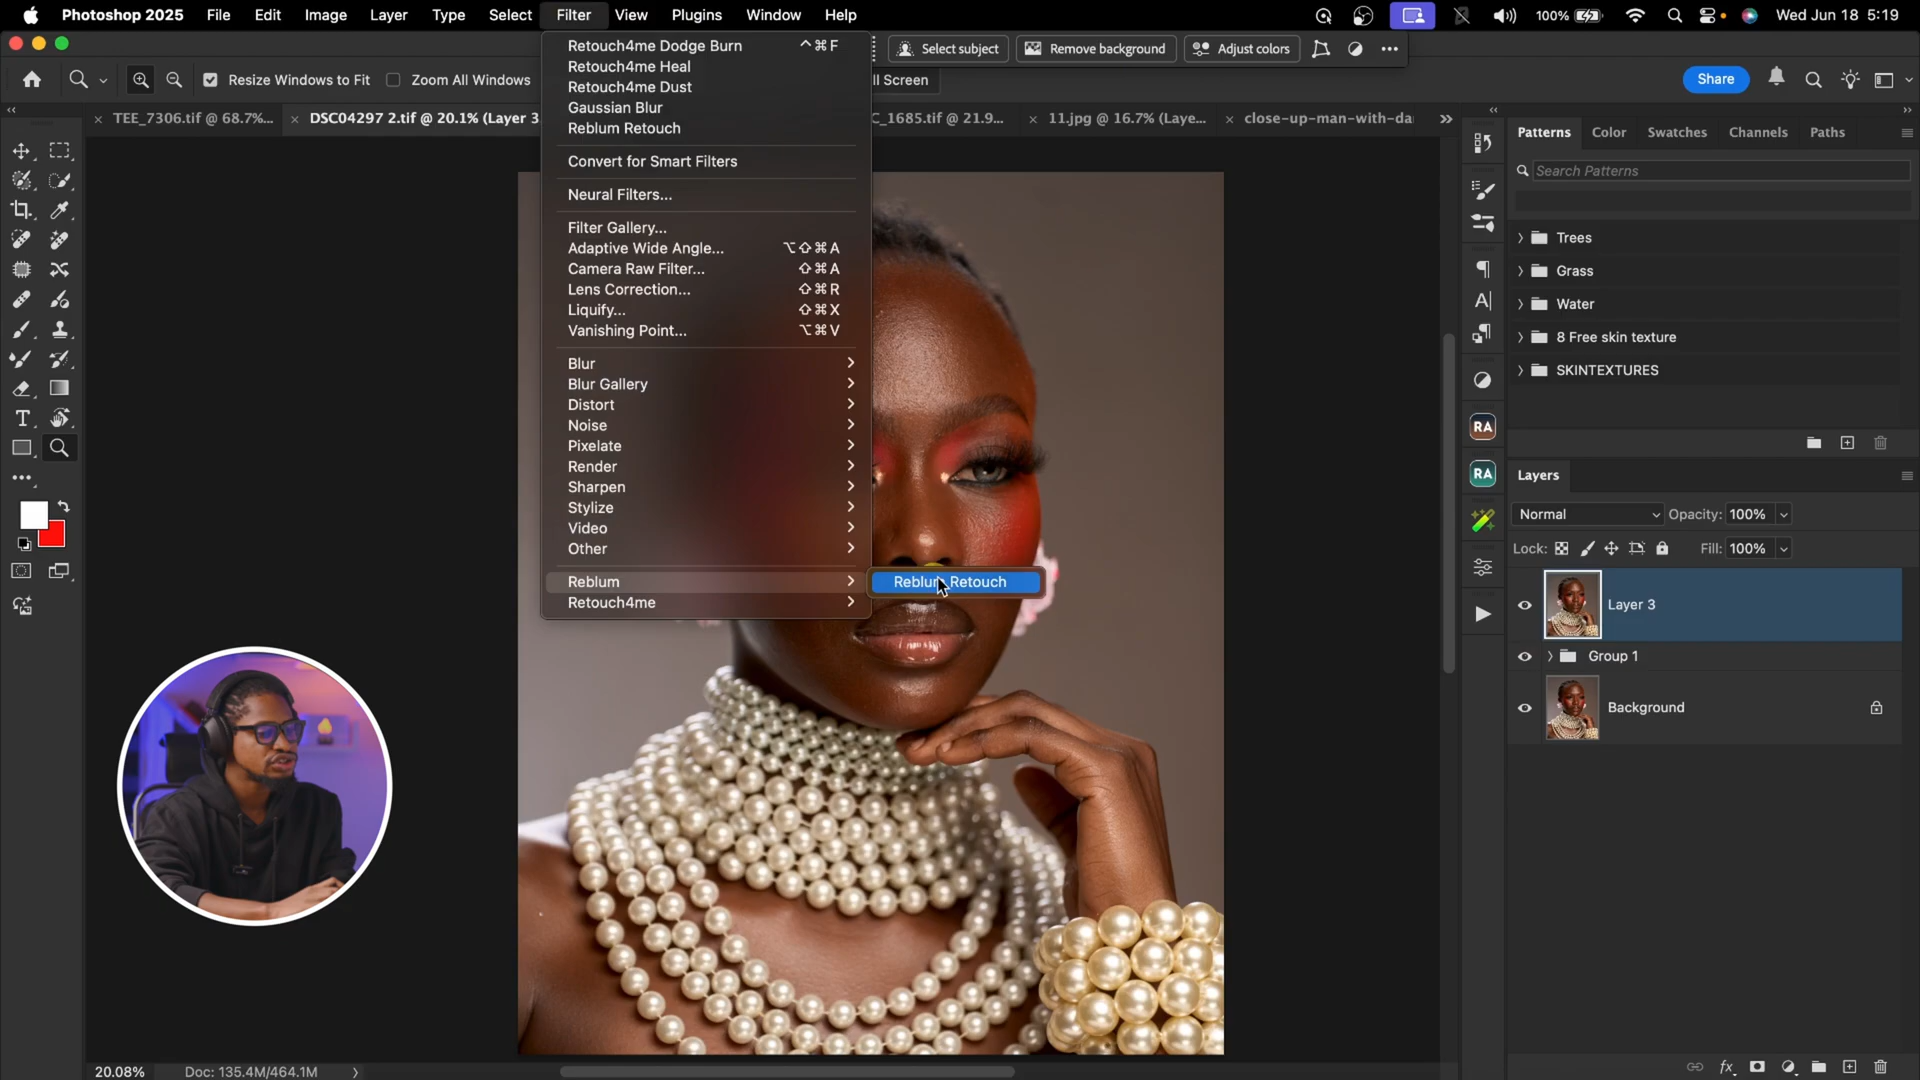 Photoshop 2025 File Edit Image Layer Type Select Filter View Plugins Window Help 100% Wed Jun 18 5:19
Retouch4me Dodge Burn ⌃⌘F
Retouch4me Heal
Retouch4me Dust
Gaussian Blur
Reblum Retouch
Convert for Smart Filters
Neural Filters...
Filter Gallery...
Adaptive Wide Angle... ⌥⇧⌘A
Camera Raw Filter... ⇧⌘A
Lens Correction... ⇧⌘R
Liquify... ⇧⌘X
Vanishing Point... ⌥⌘V
Blur
Blur Gallery
Distort
Noise
Pixelate
Render
Sharpen
Stylize
Video
Other
Reblum
Retouch4me
Reblum Retouch
Select subject Remove background Adjust colors
Resize Windows to Fit Zoom All Windows ll Screen Share
TEE_7306.tif @ 68.7%... DSC04297 2.tif @ 20.1% (Layer 3 C_1685.tif @ 21.9... 11.jpg @ 16.7% (Laye... close-up-man-with-da
Patterns Color Swatches Channels Paths
Search Patterns
Trees
Grass
Water
8 Free skin texture
SKINTEXTURES
RA
RA
Layers
Normal Opacity: 100%
Lock: Fill: 100%
Layer 3
Group 1
Background
20.08% Doc: 135.4M/464.1M